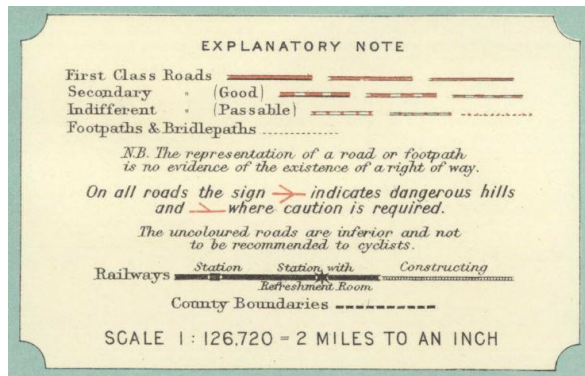 EXPLANATORY NOTE
First Class Roads
Secondary " (Good)
Indifferent " (Passable)
Footpaths & Bridlepaths
N.B. The representation of a road or footpath
is no evidence of the existence of a right of way.
On all roads the sign indicates dangerous hills
and where caution is required.
The uncoloured roads are inferior and not
to be recommended to cyclists.
Station Station with Constructing
Railways
Refreshment Room
County Boundaries
SCALE 1 : 126,720 = 2 MILES TO AN INCH